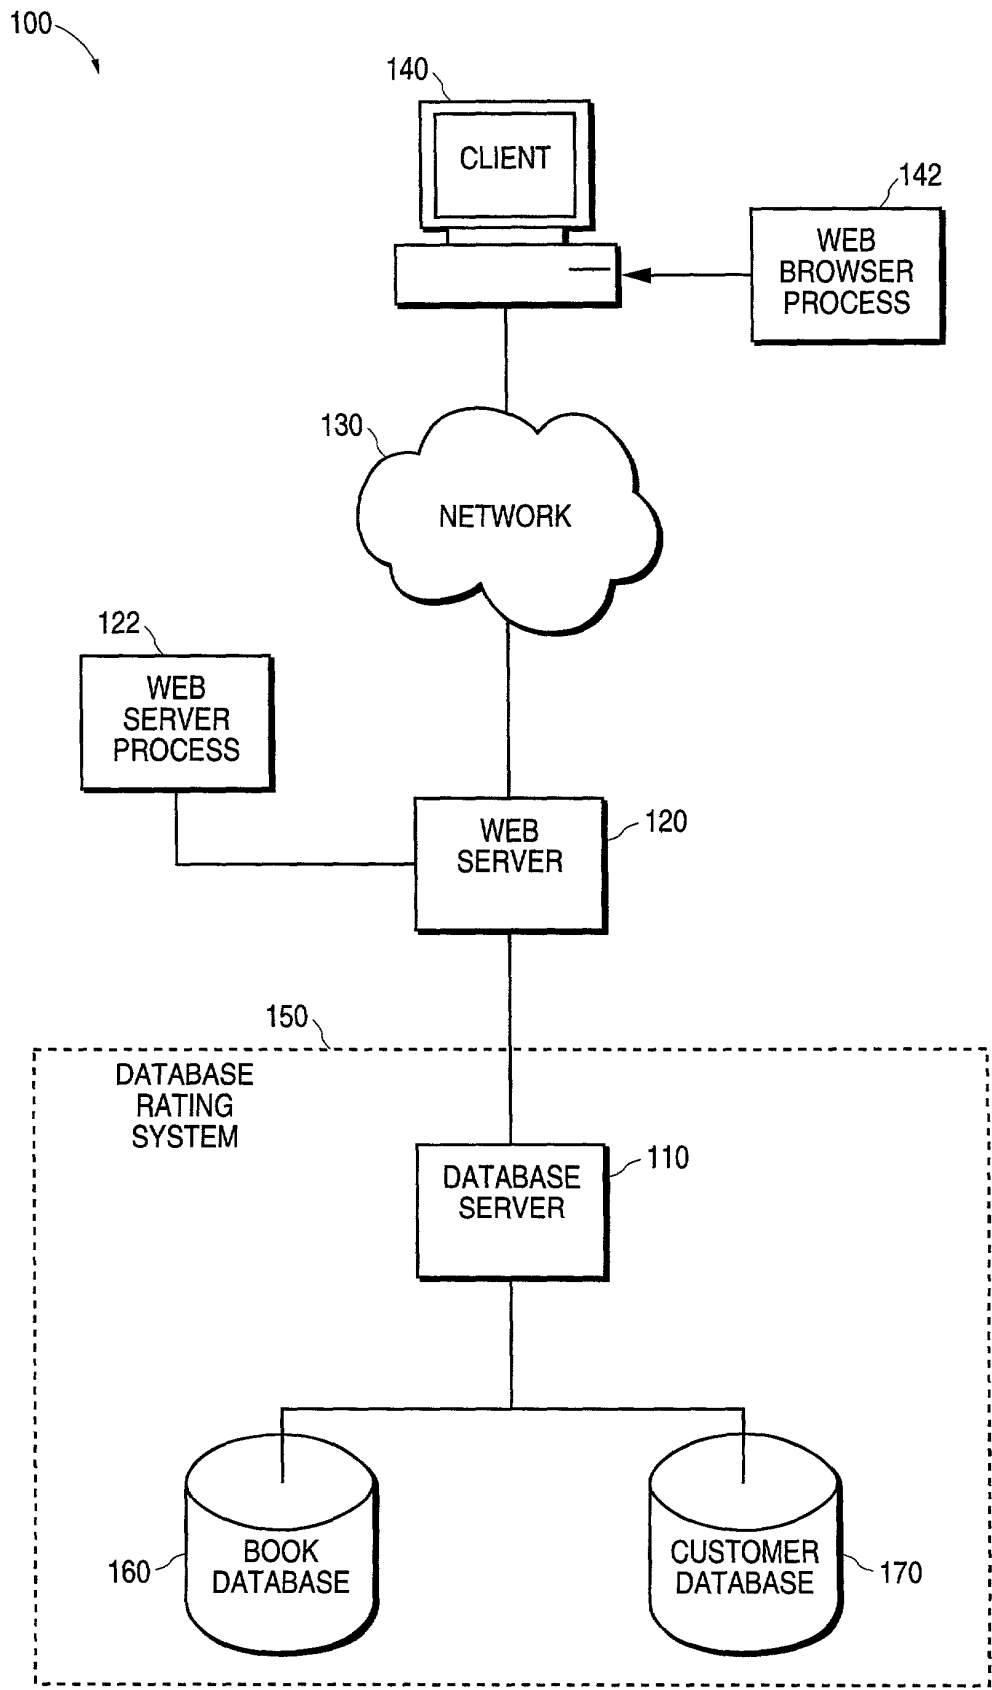 100
140
CLIENT
142
WEB
BROWSER
PROCESS
130
NETWORK
122
WEB
SERVER
PROCESS
WEB
SERVER
120
150
DATABASE
RATING
SYSTEM
DATABASE
SERVER
110
BOOK
DATABASE
160
CUSTOMER
DATABASE
170